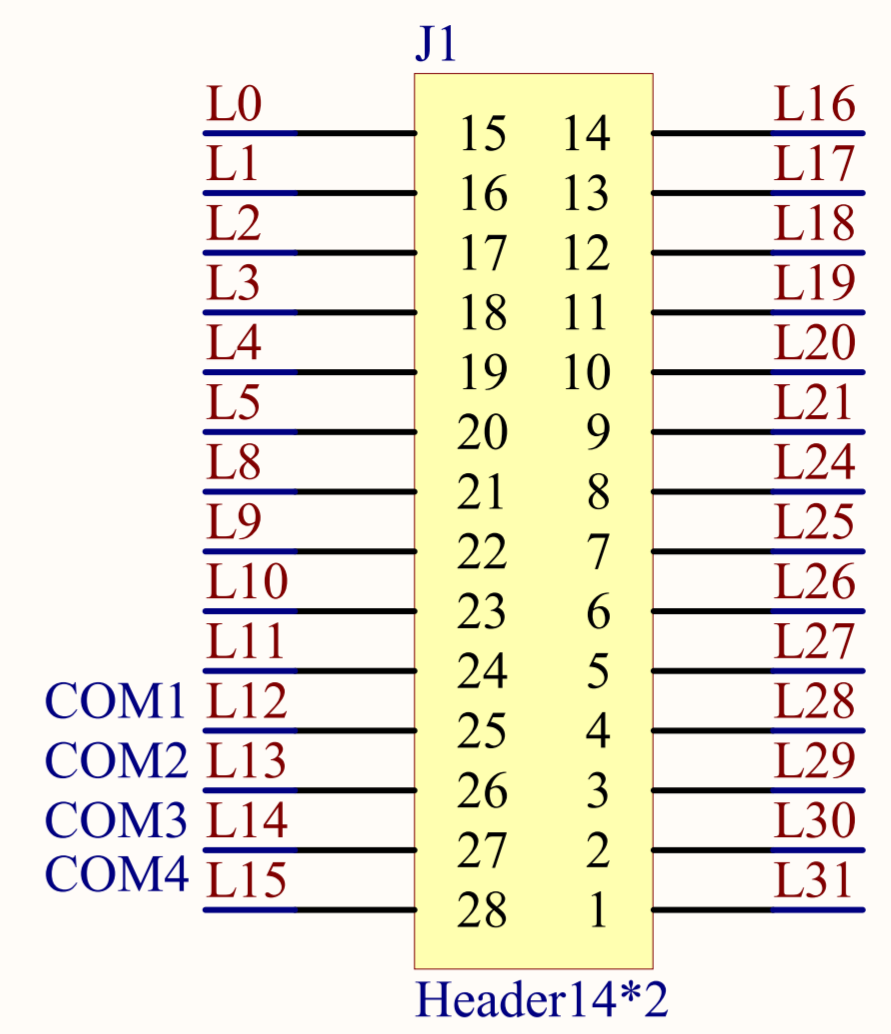 J1
L0 15 14 L16
L1 16 13 L17
L2 17 12 L18
L3 18 11 L19
L4 19 10 L20
L5 20 9 L21
L8 21 8 L24
L9 22 7 L25
L10 23 6 L26
L11 24 5 L27
COM1 L12 25 4 L28
COM2 L13 26 3 L29
COM3 L14 27 2 L30
COM4 L15 28 1 L31
Header14*2